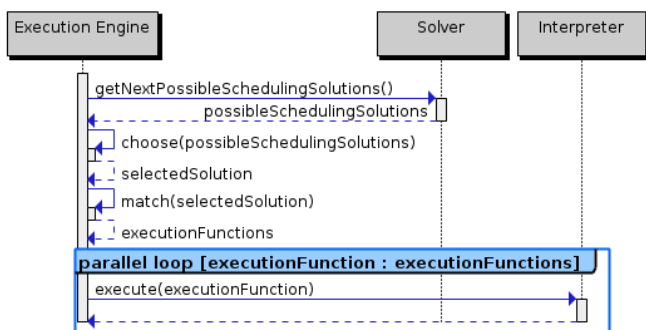 Execution Engine
Solver
Interpreter
getNextPossibleSchedulingSolutions()
possibleSchedulingSolutions
choose(possibleSchedulingSolutions)
selectedSolution
match(selectedSolution)
executionFunctions
parallel loop [executionFunction : executionFunctions]
execute(executionFunction)